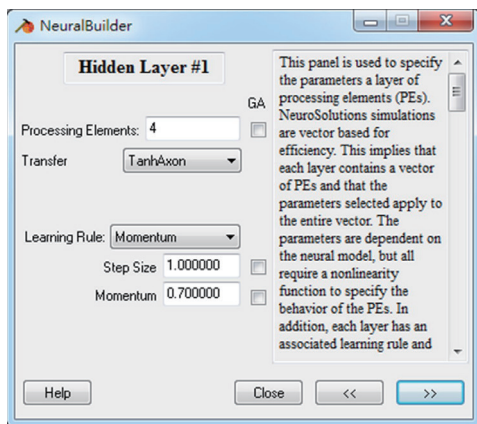 NeuralBuilder
Hidden Layer #1
GA
Processing Elements: 4
Transfer TanhAxon
Learning Rule: Momentum
Step Size 1.000000
Momentum 0.700000
This panel is used to specify
the parameters a layer of
processing elements (PEs).
NeuroSolutions simulations
are vector based for
efficiency. This implies that
each layer contains a vector
of PEs and that the
parameters selected apply to
the entire vector. The
parameters are dependent on
the neural model, but all
require a nonlinearity
function to specify the
behavior of the PEs. In
addition, each layer has an
associated learning rule and
Help Close << >>